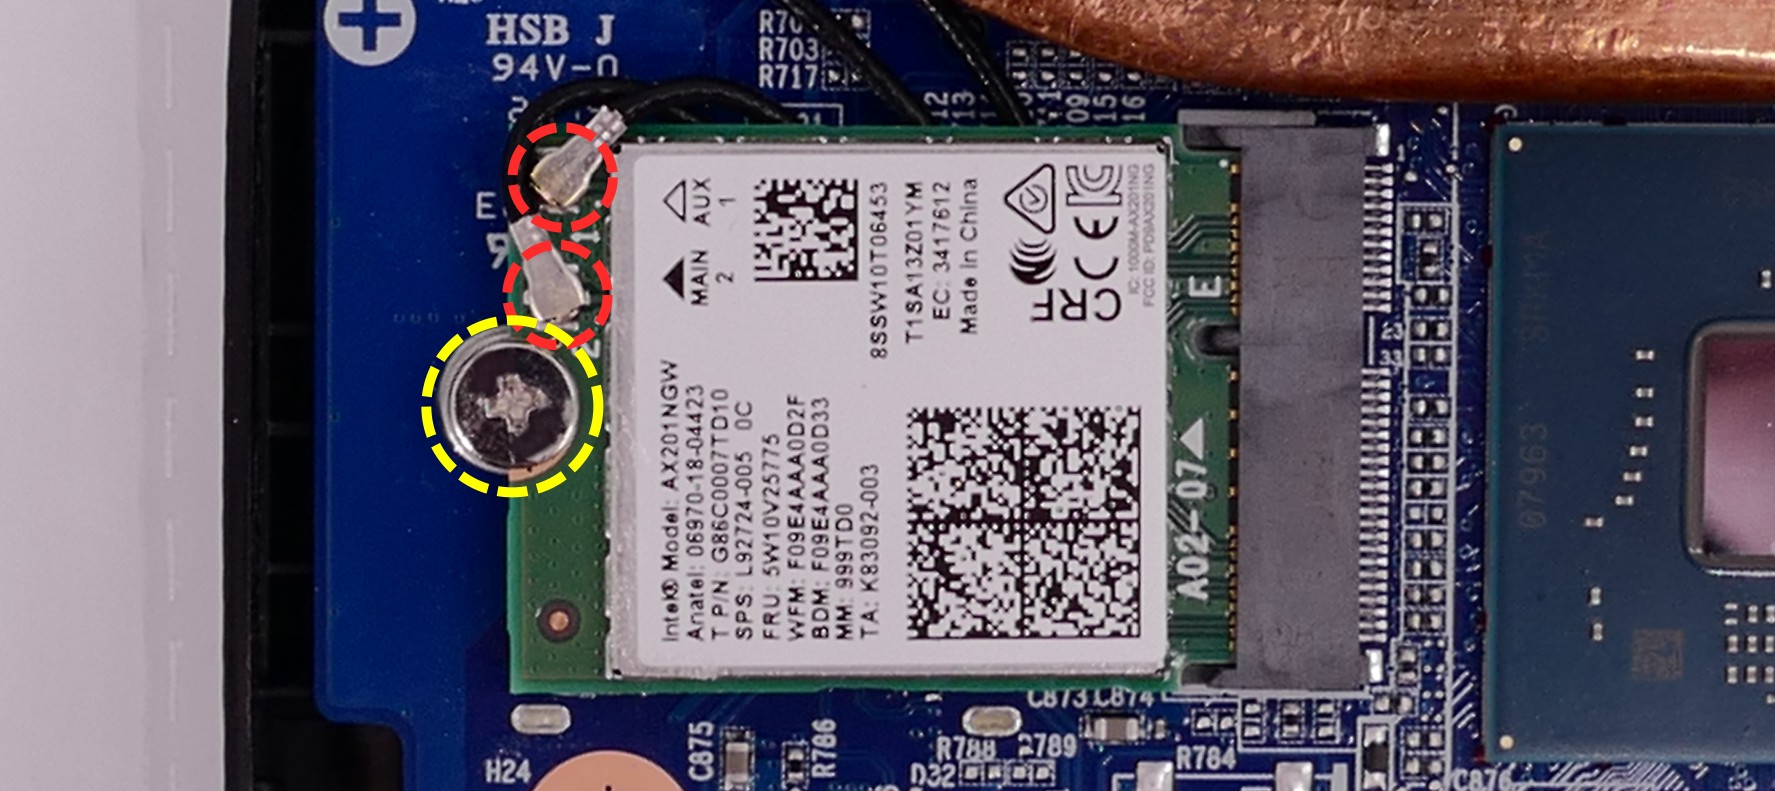 HSB J
94V-0
R703
R717
MAIN AUX
2 1
Intel® Model: AX201NGW
Anatel: 06970-18-04423
T P/N: G86C0007TD10
SPS: L92724-005 0C
FRU: 5W10V25775
WFM: F09E4AAA0D2F
BDM: F09E4AAA0D33
MM: 999TD0
TA: K83092-003
8SSW10T06453
T1SA13Z01YM
EC: 3417612
Made in China
CRF
CE
IC: 1000M-AX201NG
FCC ID: PD9AX201NG
E
A02-07
33
07963
C873 C874
C875
R786
R788
R789
R784
H24
D32
C876